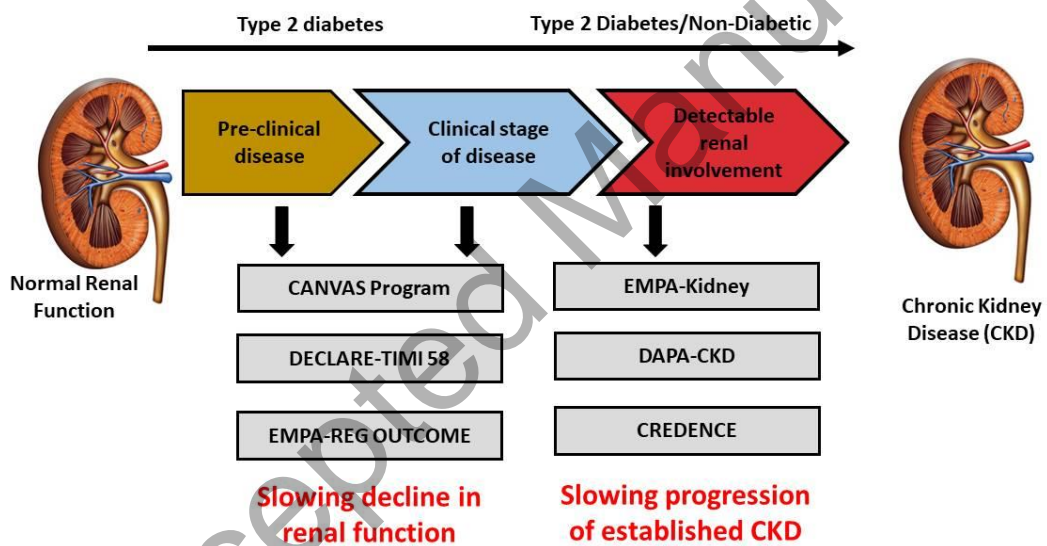 Type 2 diabetes
Type 2 Diabetes/Non-Diabetic
Pre-clinical
disease
Clinical stage
of disease
Detectable
renal
involvement
Normal Renal
Function
Chronic Kidney
Disease (CKD)
CANVAS Program
DECLARE-TIMI 58
EMPA-REG OUTCOME
EMPA-Kidney
DAPA-CKD
CREDENCE
Slowing decline in
renal function
Slowing progression
of established CKD
cepted Manu